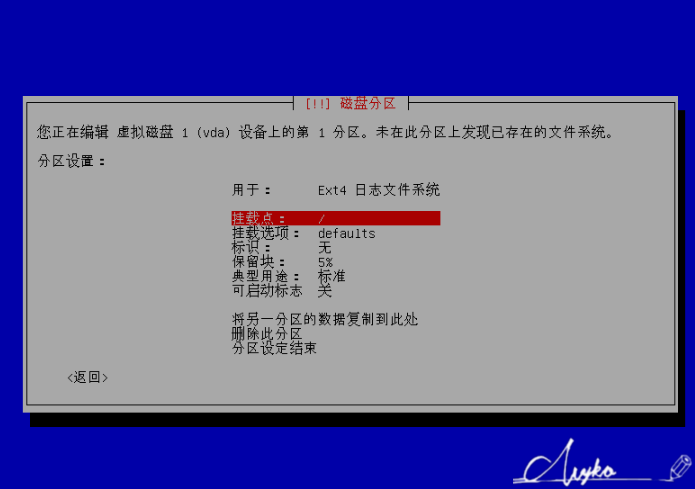 [!!] 磁盘分区
您正在编辑 虚拟磁盘 1 (vda) 设备上的第 1 分区。未在此分区上发现已存在的文件系统。
分区设置：
用于： Ext4 日志文件系统
挂载点： /
挂载选项： defaults
标识： 无
保留块： 5%
典型用途： 标准
可启动标志 关
将另一分区的数据复制到此处
删除此分区
分区设定结束
<返回>